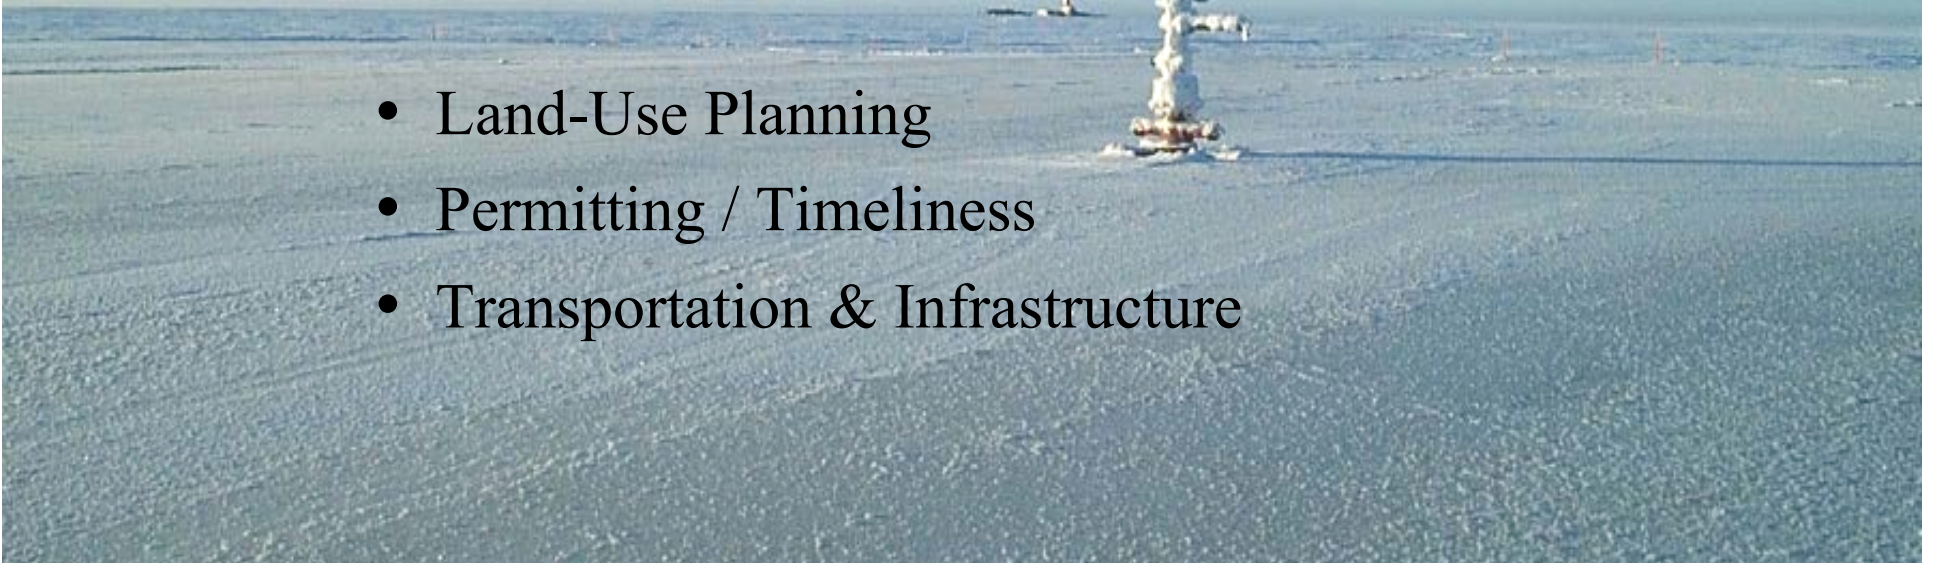 • Land-Use Planning
• Permitting / Timeliness
• Transportation & Infrastructure